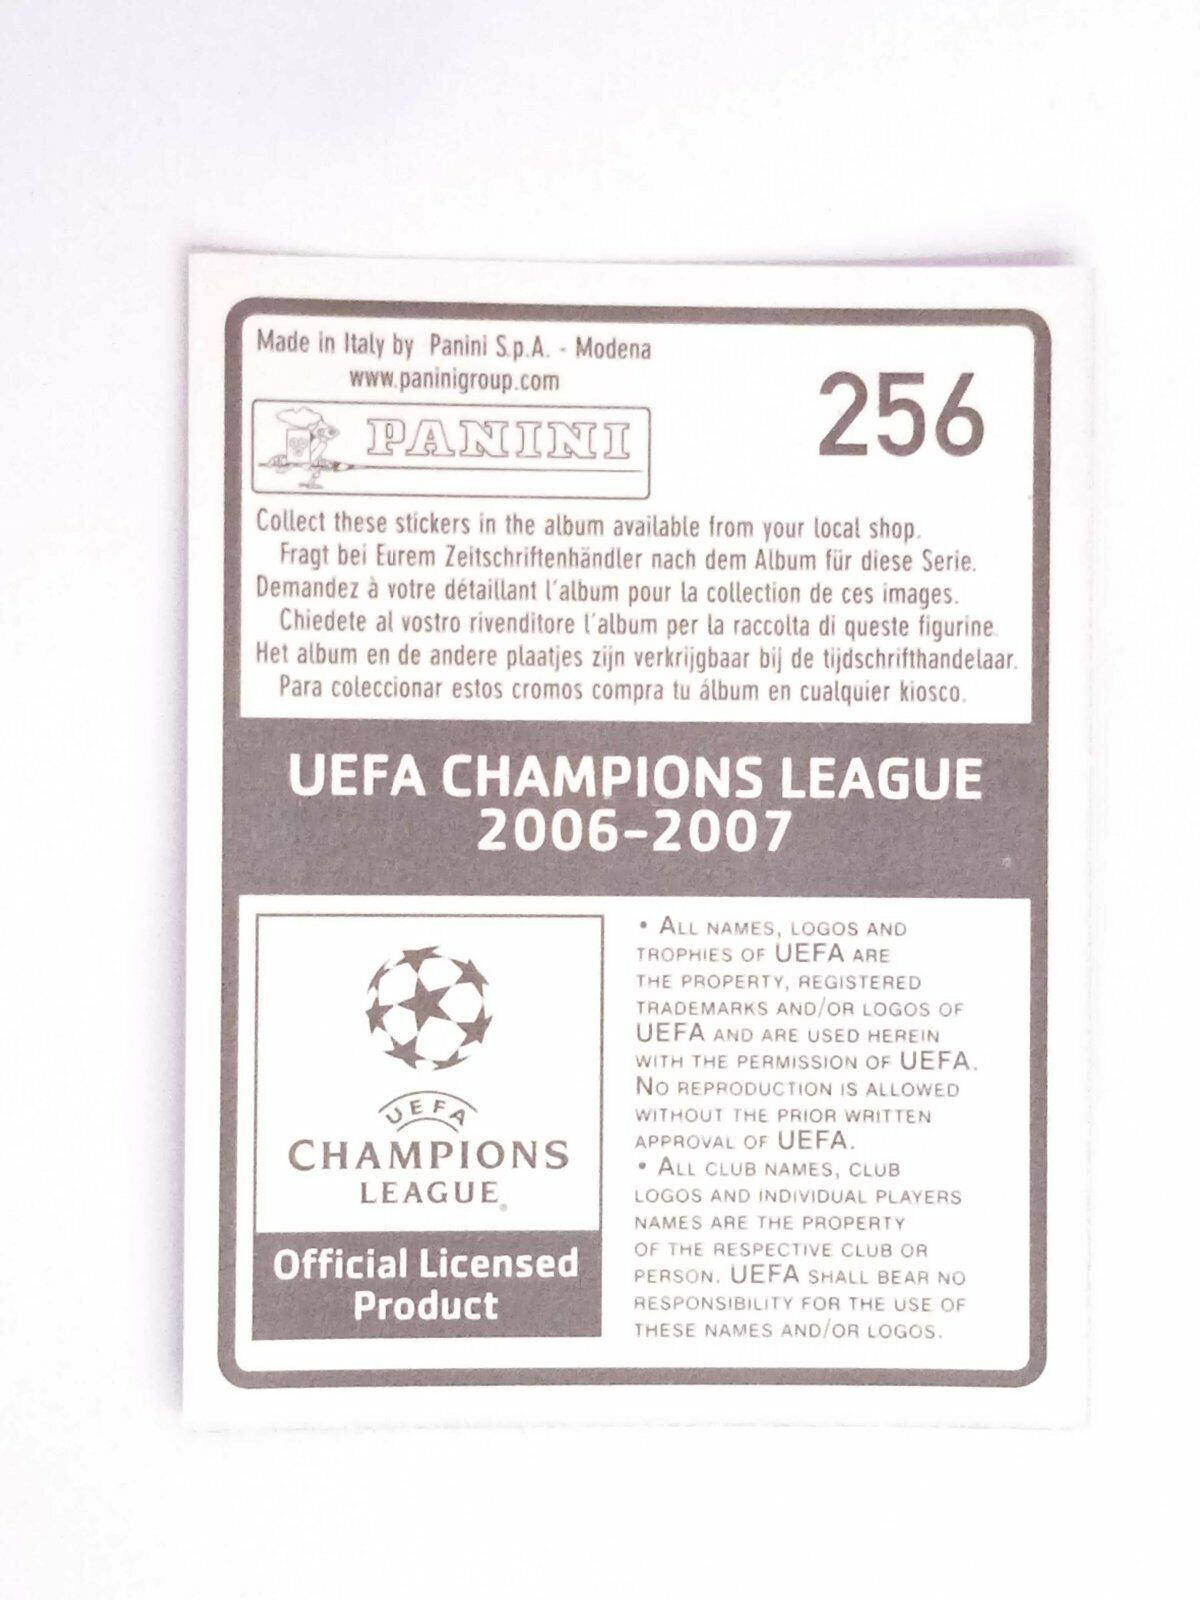 Made in Italy by Panini S.p.A. - Modena
www.paninigroup.com
256
PANINI
Collect these stickers in the album available from your local shop.
Fragt bei Eurem Zeitschriftenhändler nach dem Album für diese Serie.
Demandez à votre détaillant l'album pour la collection de ces images.
Chiedete al vostro rivenditore l'album per la raccolta di queste figurine.
Het album en de andere plaatjes zijn verkrijgbaar bij de tijdschrifthandelaar.
Para coleccionar estos cromos compra tu álbum en cualquier kiosco.
UEFA CHAMPIONS LEAGUE
2006-2007
UEFA
CHAMPIONS
LEAGUE®
Official Licensed
Product
• ALL NAMES, LOGOS AND
TROPHIES OF UEFA ARE
THE PROPERTY, REGISTERED
TRADEMARKS AND/OR LOGOS OF
UEFA AND ARE USED HEREIN
WITH THE PERMISSION OF UEFA.
NO REPRODUCTION IS ALLOWED
WITHOUT THE PRIOR WRITTEN
APPROVAL OF UEFA.
• ALL CLUB NAMES, CLUB
LOGOS AND INDIVIDUAL PLAYERS
NAMES ARE THE PROPERTY
OF THE RESPECTIVE CLUB OR
PERSON. UEFA SHALL BEAR NO
RESPONSIBILITY FOR THE USE OF
THESE NAMES AND/OR LOGOS.